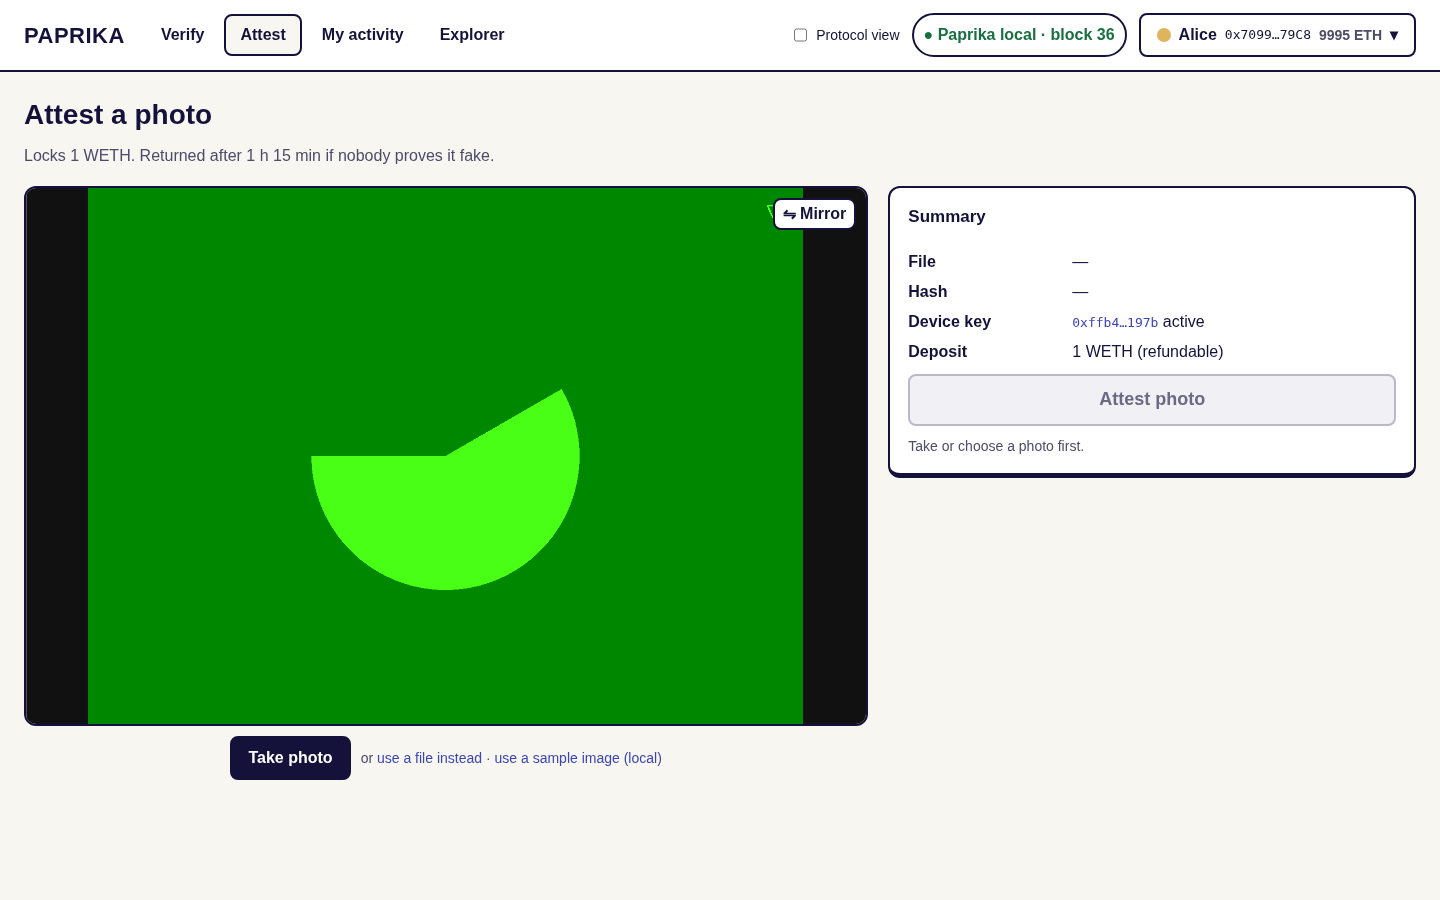 PAPRIKA Verify Attest My activity Explorer Protocol view ● Paprika local · block 36 Alice 0x7099…79C8 9995 ETH ▼
Attest a photo
Locks 1 WETH. Returned after 1 h 15 min if nobody proves it fake.
⇋ Mirror
Summary
File —
Hash —
Device key 0xffb4…197b active
Deposit 1 WETH (refundable)
Attest photo
Take or choose a photo first.
Take photo or use a file instead · use a sample image (local)